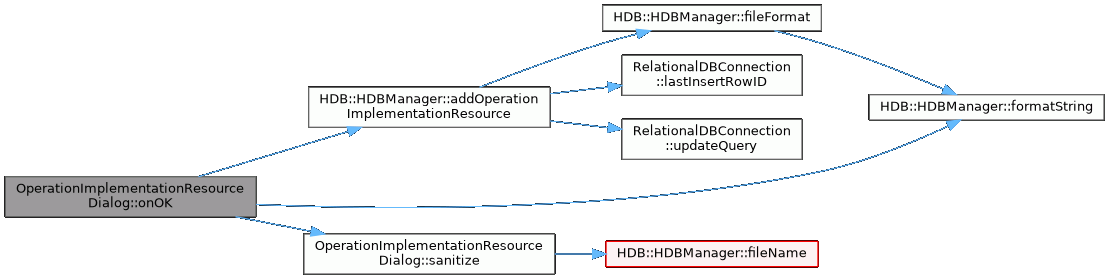 HDB::HDBManager::fileFormat
RelationalDBConnection
::lastInsertRowID
HDB::HDBManager::addOperation
ImplementationResource
HDB::HDBManager::formatString
RelationalDBConnection
::updateQuery
OperationImplementationResource
Dialog::onOK
OperationImplementationResource
Dialog::sanitize
HDB::HDBManager::fileName